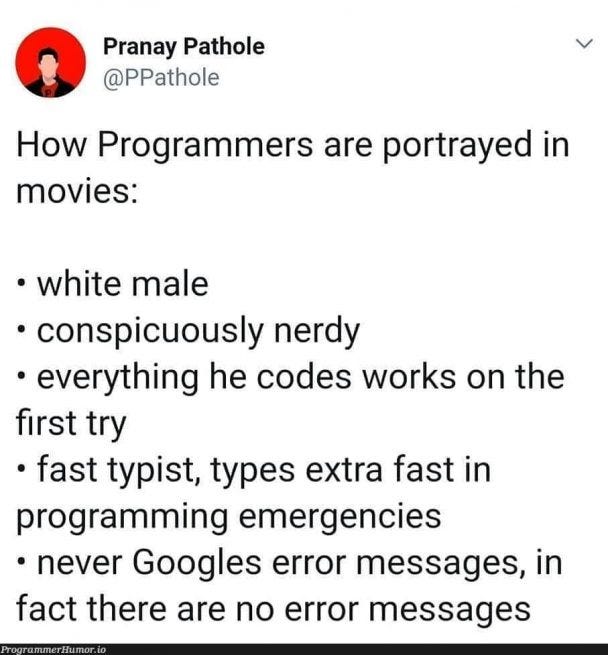 Pranay Pathole
@PPathole
How Programmers are portrayed in
movies:
• white male
• conspicuously nerdy
• everything he codes works on the
first try
• fast typist, types extra fast in
programming emergencies
• never Googles error messages, in
fact there are no error messages
ProgrammerHumor.io